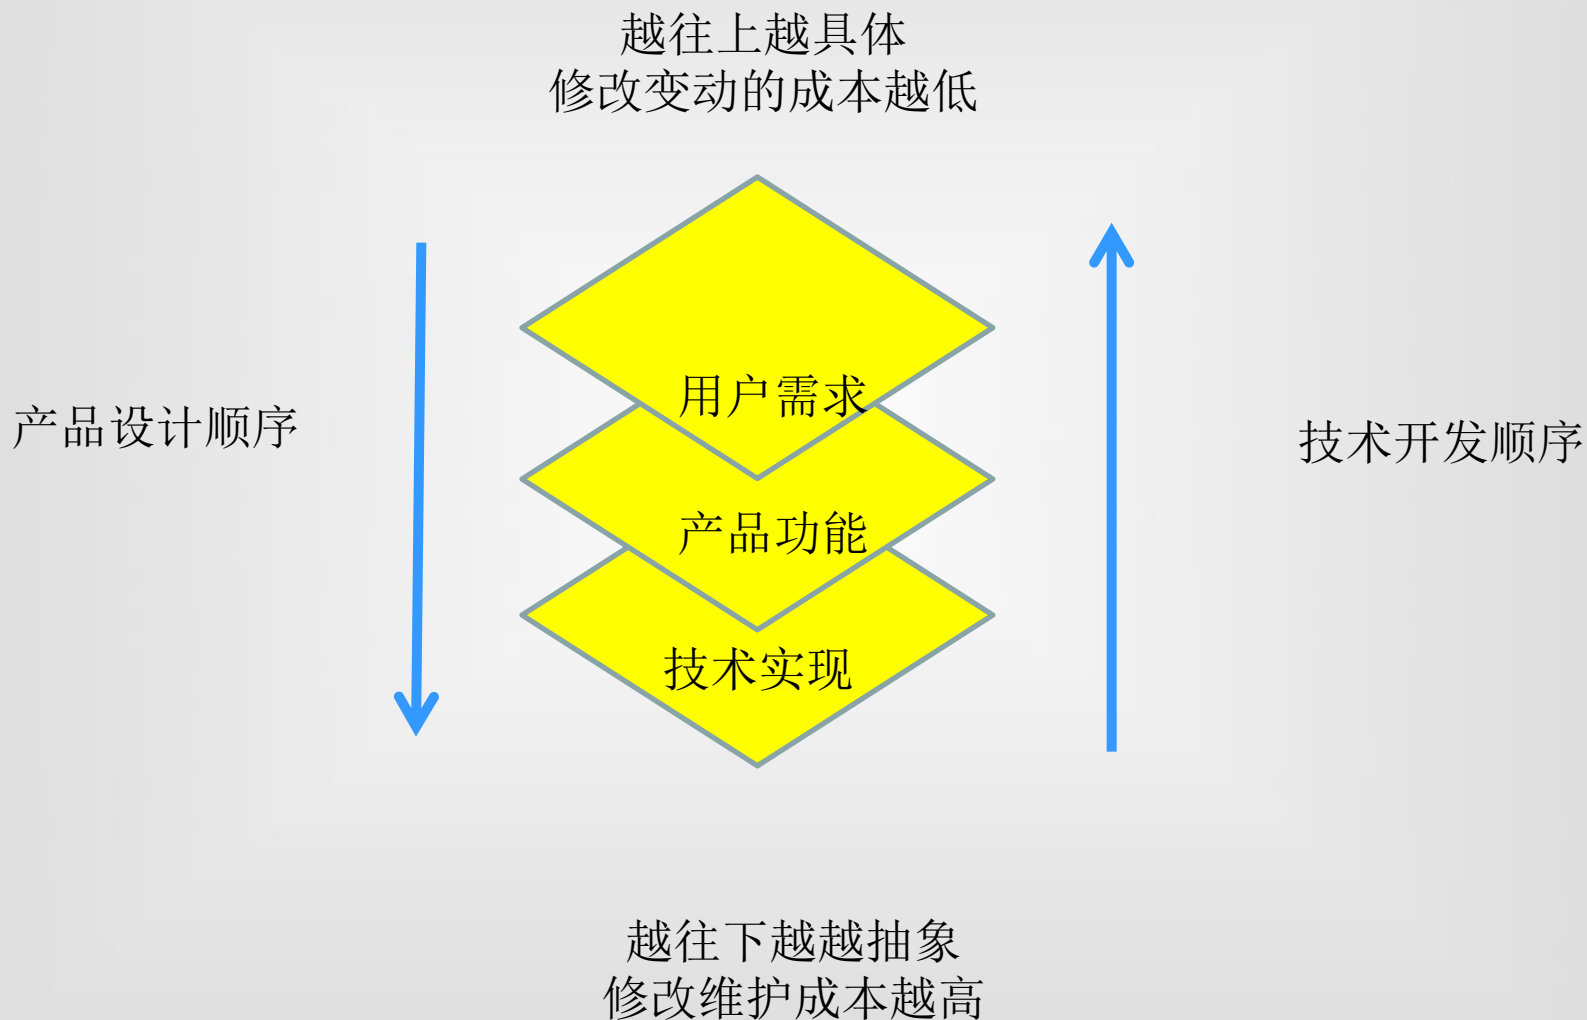 越往上越具体
修改变动的成本越低
用户需求
产品设计顺序
技术开发顺序
产品功能
技术实现
越往下越越抽象
修改维护成本越高